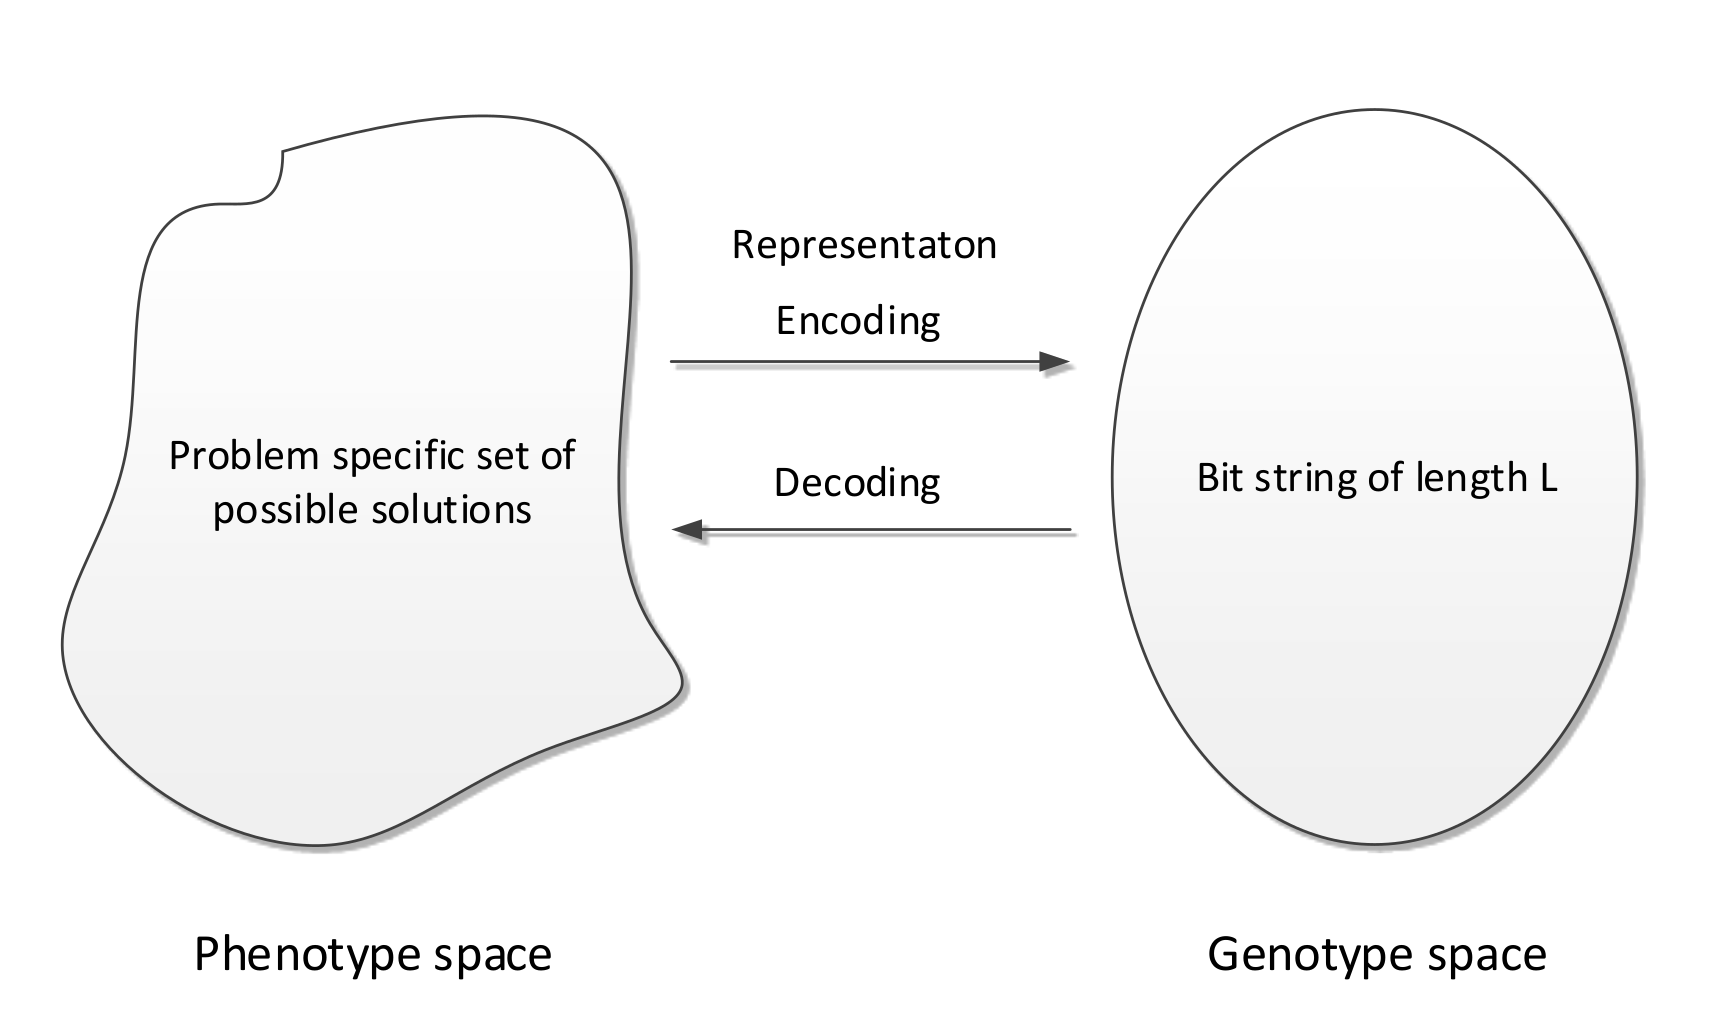 Representaton
Encoding
Problem specific set of
possible solutions
Decoding
Bit string of length L
Phenotype space
Genotype space